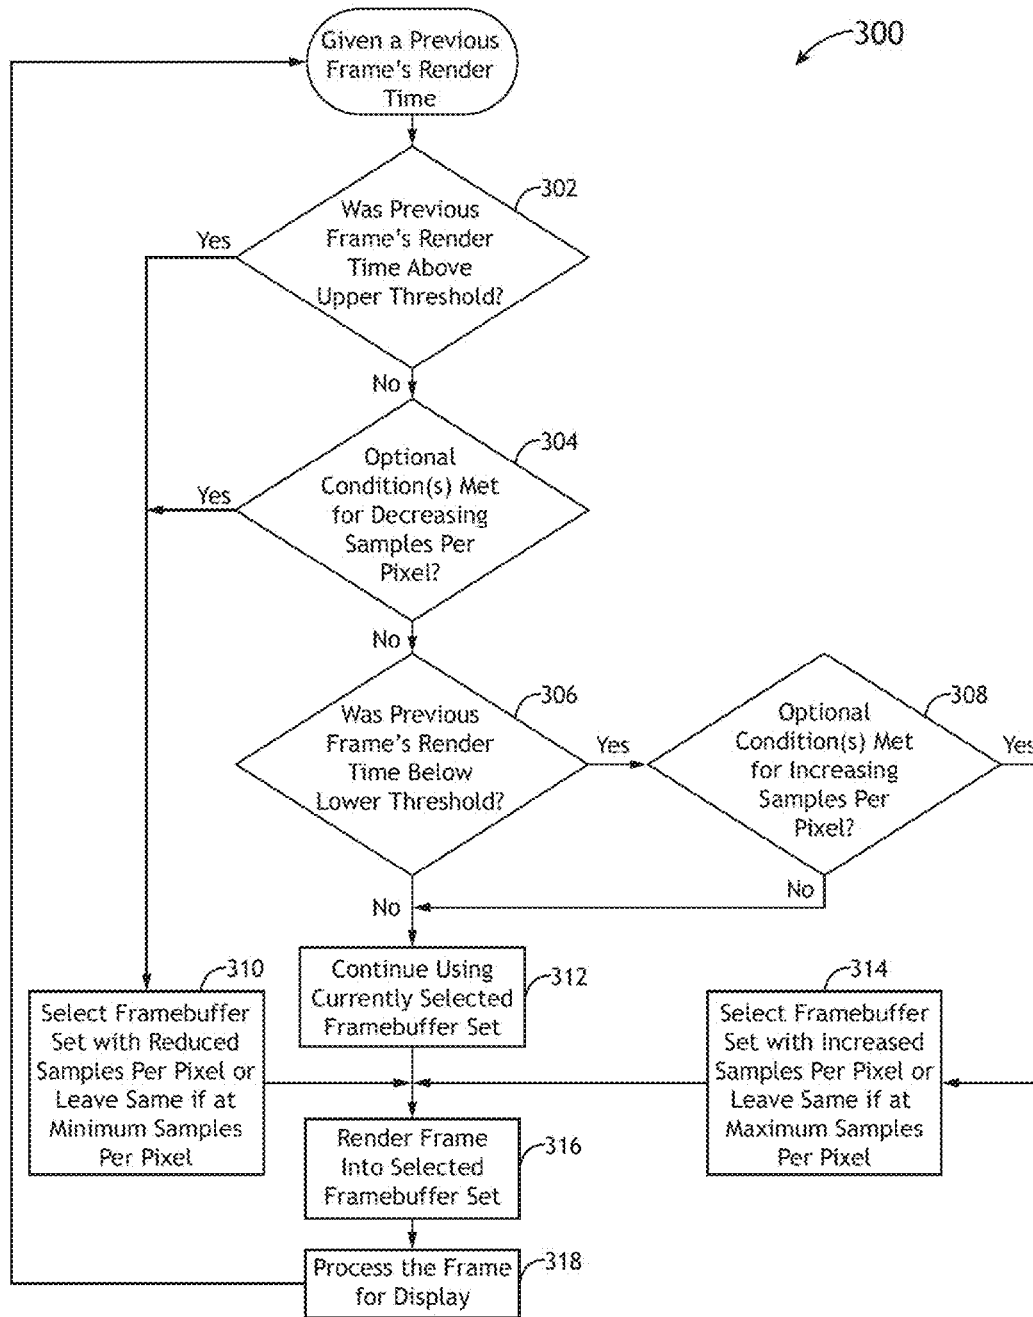 300
Given a Previous
Frame's Render
Time
302
Was Previous
Frame's Render
Time Above
Upper Threshold?
Yes
No
304
Optional
Condition(s) Met
for Decreasing
Samples Per
Pixel?
Yes
No
306
Was Previous
Frame's Render
Time Below
Lower Threshold?
Yes
308
Optional
Condition(s) Met
for Increasing
Samples Per
Pixel?
Yes
No
No
310
Select Framebuffer
Set with Reduced
Samples Per Pixel or
Leave Same if at
Minimum Samples
Per Pixel
312
Continue Using
Currently Selected
Framebuffer Set
314
Select Framebuffer
Set with Increased
Samples Per Pixel or
Leave Same if at
Maximum Samples
Per Pixel
316
Render Frame
Into Selected
Framebuffer Set
318
Process the Frame
for Display